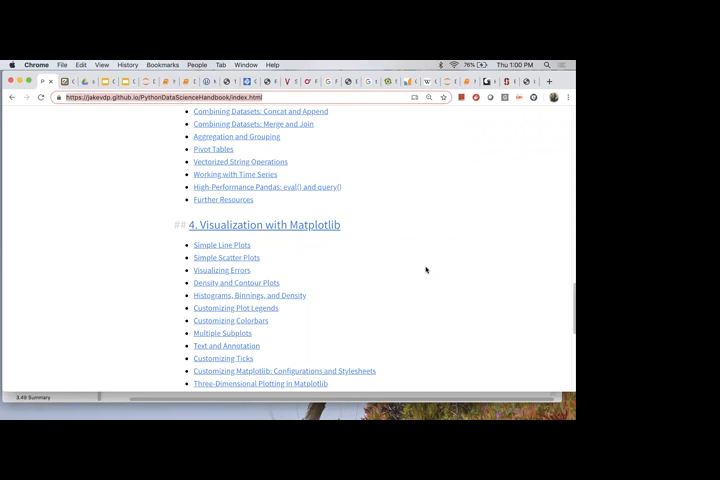 Chrome File Edit View History Bookmarks People Tab Window Help 76% Thu 1:00 PM
https://jakevdp.github.io/PythonDataScienceHandbook/index.html
Combining Datasets: Concat and Append
Combining Datasets: Merge and Join
Aggregation and Grouping
Pivot Tables
Vectorized String Operations
Working with Time Series
High-Performance Pandas: eval() and query()
Further Resources
## 4. Visualization with Matplotlib
Simple Line Plots
Simple Scatter Plots
Visualizing Errors
Density and Contour Plots
Histograms, Binnings, and Density
Customizing Plot Legends
Customizing Colorbars
Multiple Subplots
Text and Annotation
Customizing Ticks
Customizing Matplotlib: Configurations and Stylesheets
Three-Dimensional Plotting in Matplotlib
3.49 Summary